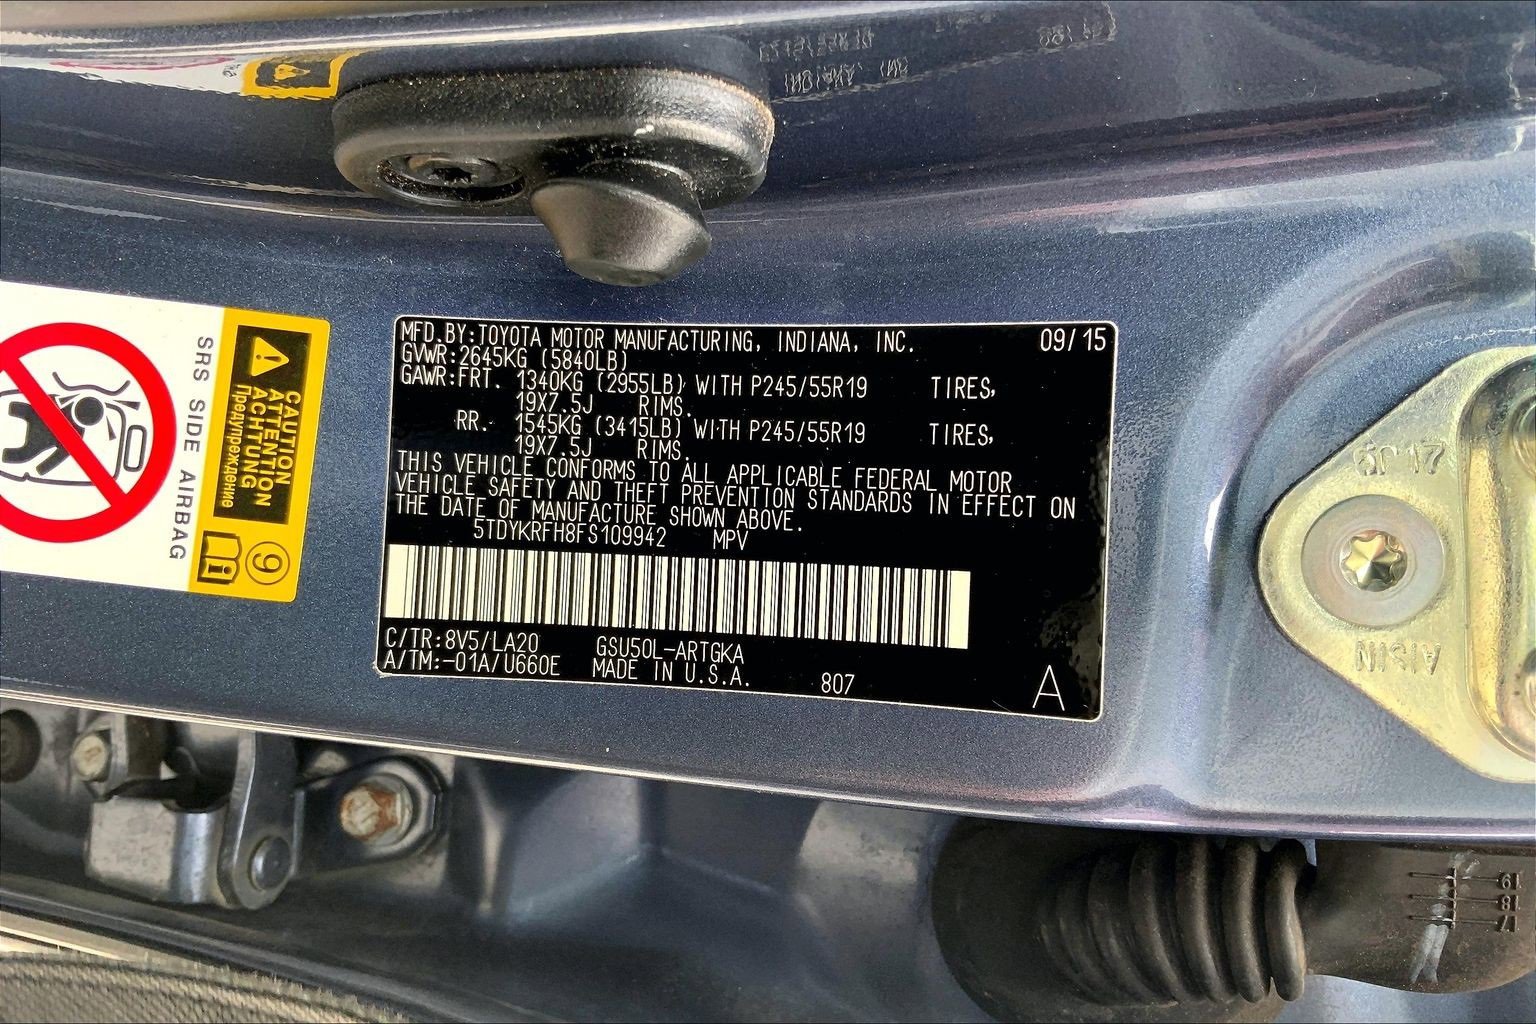 MFD.BY:TOYOTA MOTOR MANUFACTURING, INDIANA, INC. 09/15
GVWR:2645KG (5840LB)
GAWR:FRT. 1340KG (2955LB) WITH P245/55R19 TIRES,
19X7.5J RIMS.
RR. 1545KG (3415LB) WITH P245/55R19 TIRES,
19X7.5J RIMS.
THIS VEHICLE CONFORMS TO ALL APPLICABLE FEDERAL MOTOR
VEHICLE SAFETY AND THEFT PREVENTION STANDARDS IN EFFECT ON
THE DATE OF MANUFACTURE SHOWN ABOVE.
5TDYKRFH8FS109942 MPV
C/TR:8V5/LA20 GSU50L-ARTGKA
A/TM:-01A/U660E MADE IN U.S.A. 807 A
CAUTION
ATTENTION
ACHTUNG
Предупреждение
SRS SIDE AIRBAG
9
AISIN
19
18
17